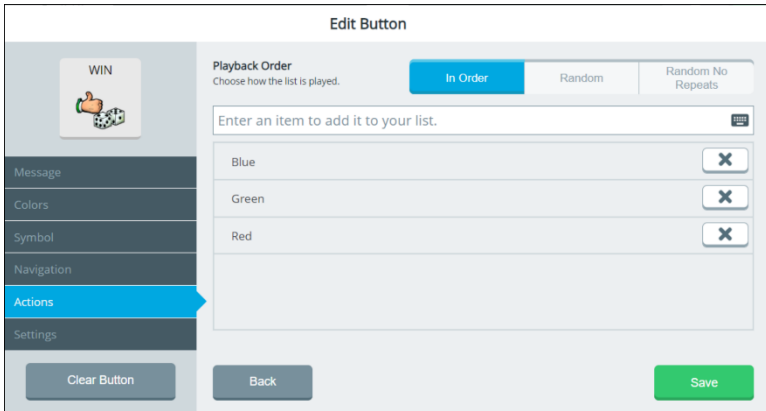 Edit Button
WIN
Message
Colors
Symbol
Navigation
Actions
Settings
Clear Button
Playback Order
Choose how the list is played.
In Order
Random
Random No
Repeats
Enter an item to add it to your list.
Blue
Green
Red
Back
Save